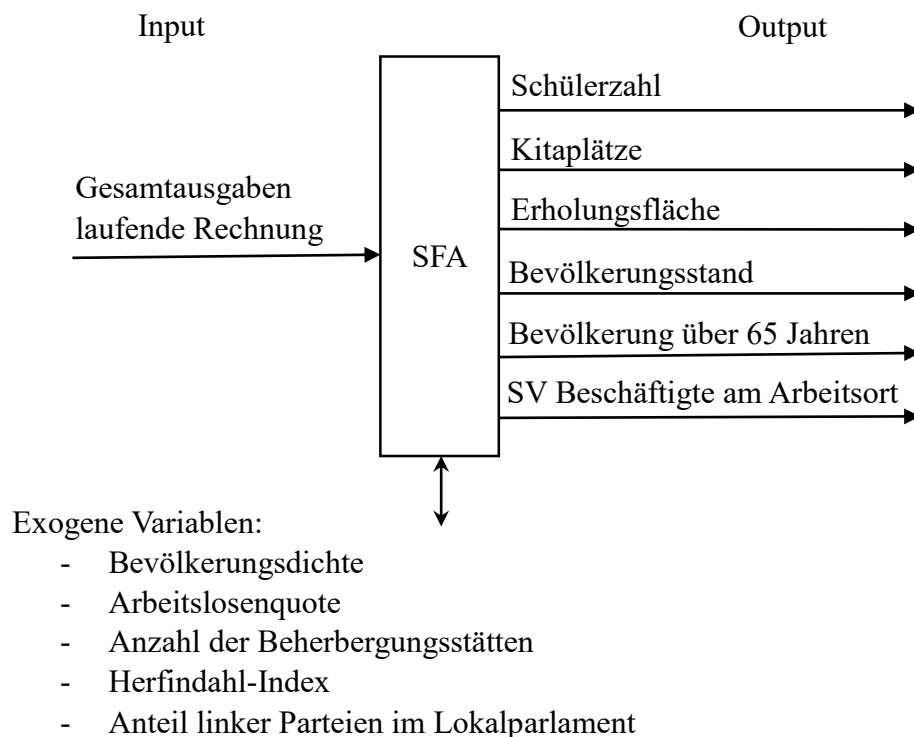 Input
Output
Schülerzahl
Kitaplätze
Gesamtausgaben
laufende Rechnung
Erholungsfläche
SFA
Bevölkerungsstand
Bevölkerung über 65 Jahren
SV Beschäftigte am Arbeitsort
Exogene Variablen:
- Bevölkerungsdichte
- Arbeitslosenquote
- Anzahl der Beherbergungsstätten
- Herfindahl-Index
- Anteil linker Parteien im Lokalparlament